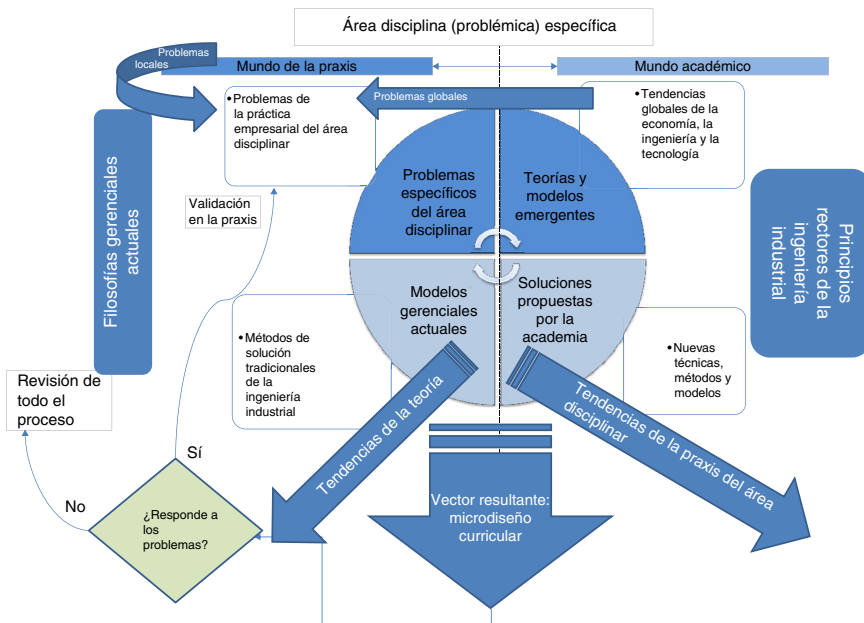 Área disciplina (problémica) específica
Problemas
locales
Mundo de la praxis
Mundo académico
Problemas globales
•Problemas de
la práctica
empresarial del área
disciplinar
•Tendencias
globales de la
economía, la
ingeniería y la
tecnología
Filosofías gerenciales
actuales
Principios
rectores de la
ingeniería
industrial
Validación
en la praxis
Problemas
específicos
del área
disciplinar
Teorías y
modelos
emergentes
Modelos
gerenciales
actuales
Soluciones
propuestas
por la
academia
•Métodos de
solución
tradicionales
de la
ingeniería
industrial
•Nuevas
técnicas,
métodos y
modelos
Revisión de
todo el
proceso
Sí
No
¿Responde a
los
problemas?
Tendencias de la teoría
Vector resultante:
microdiseño
curricular
Tendencias de la praxis del área
disciplinar